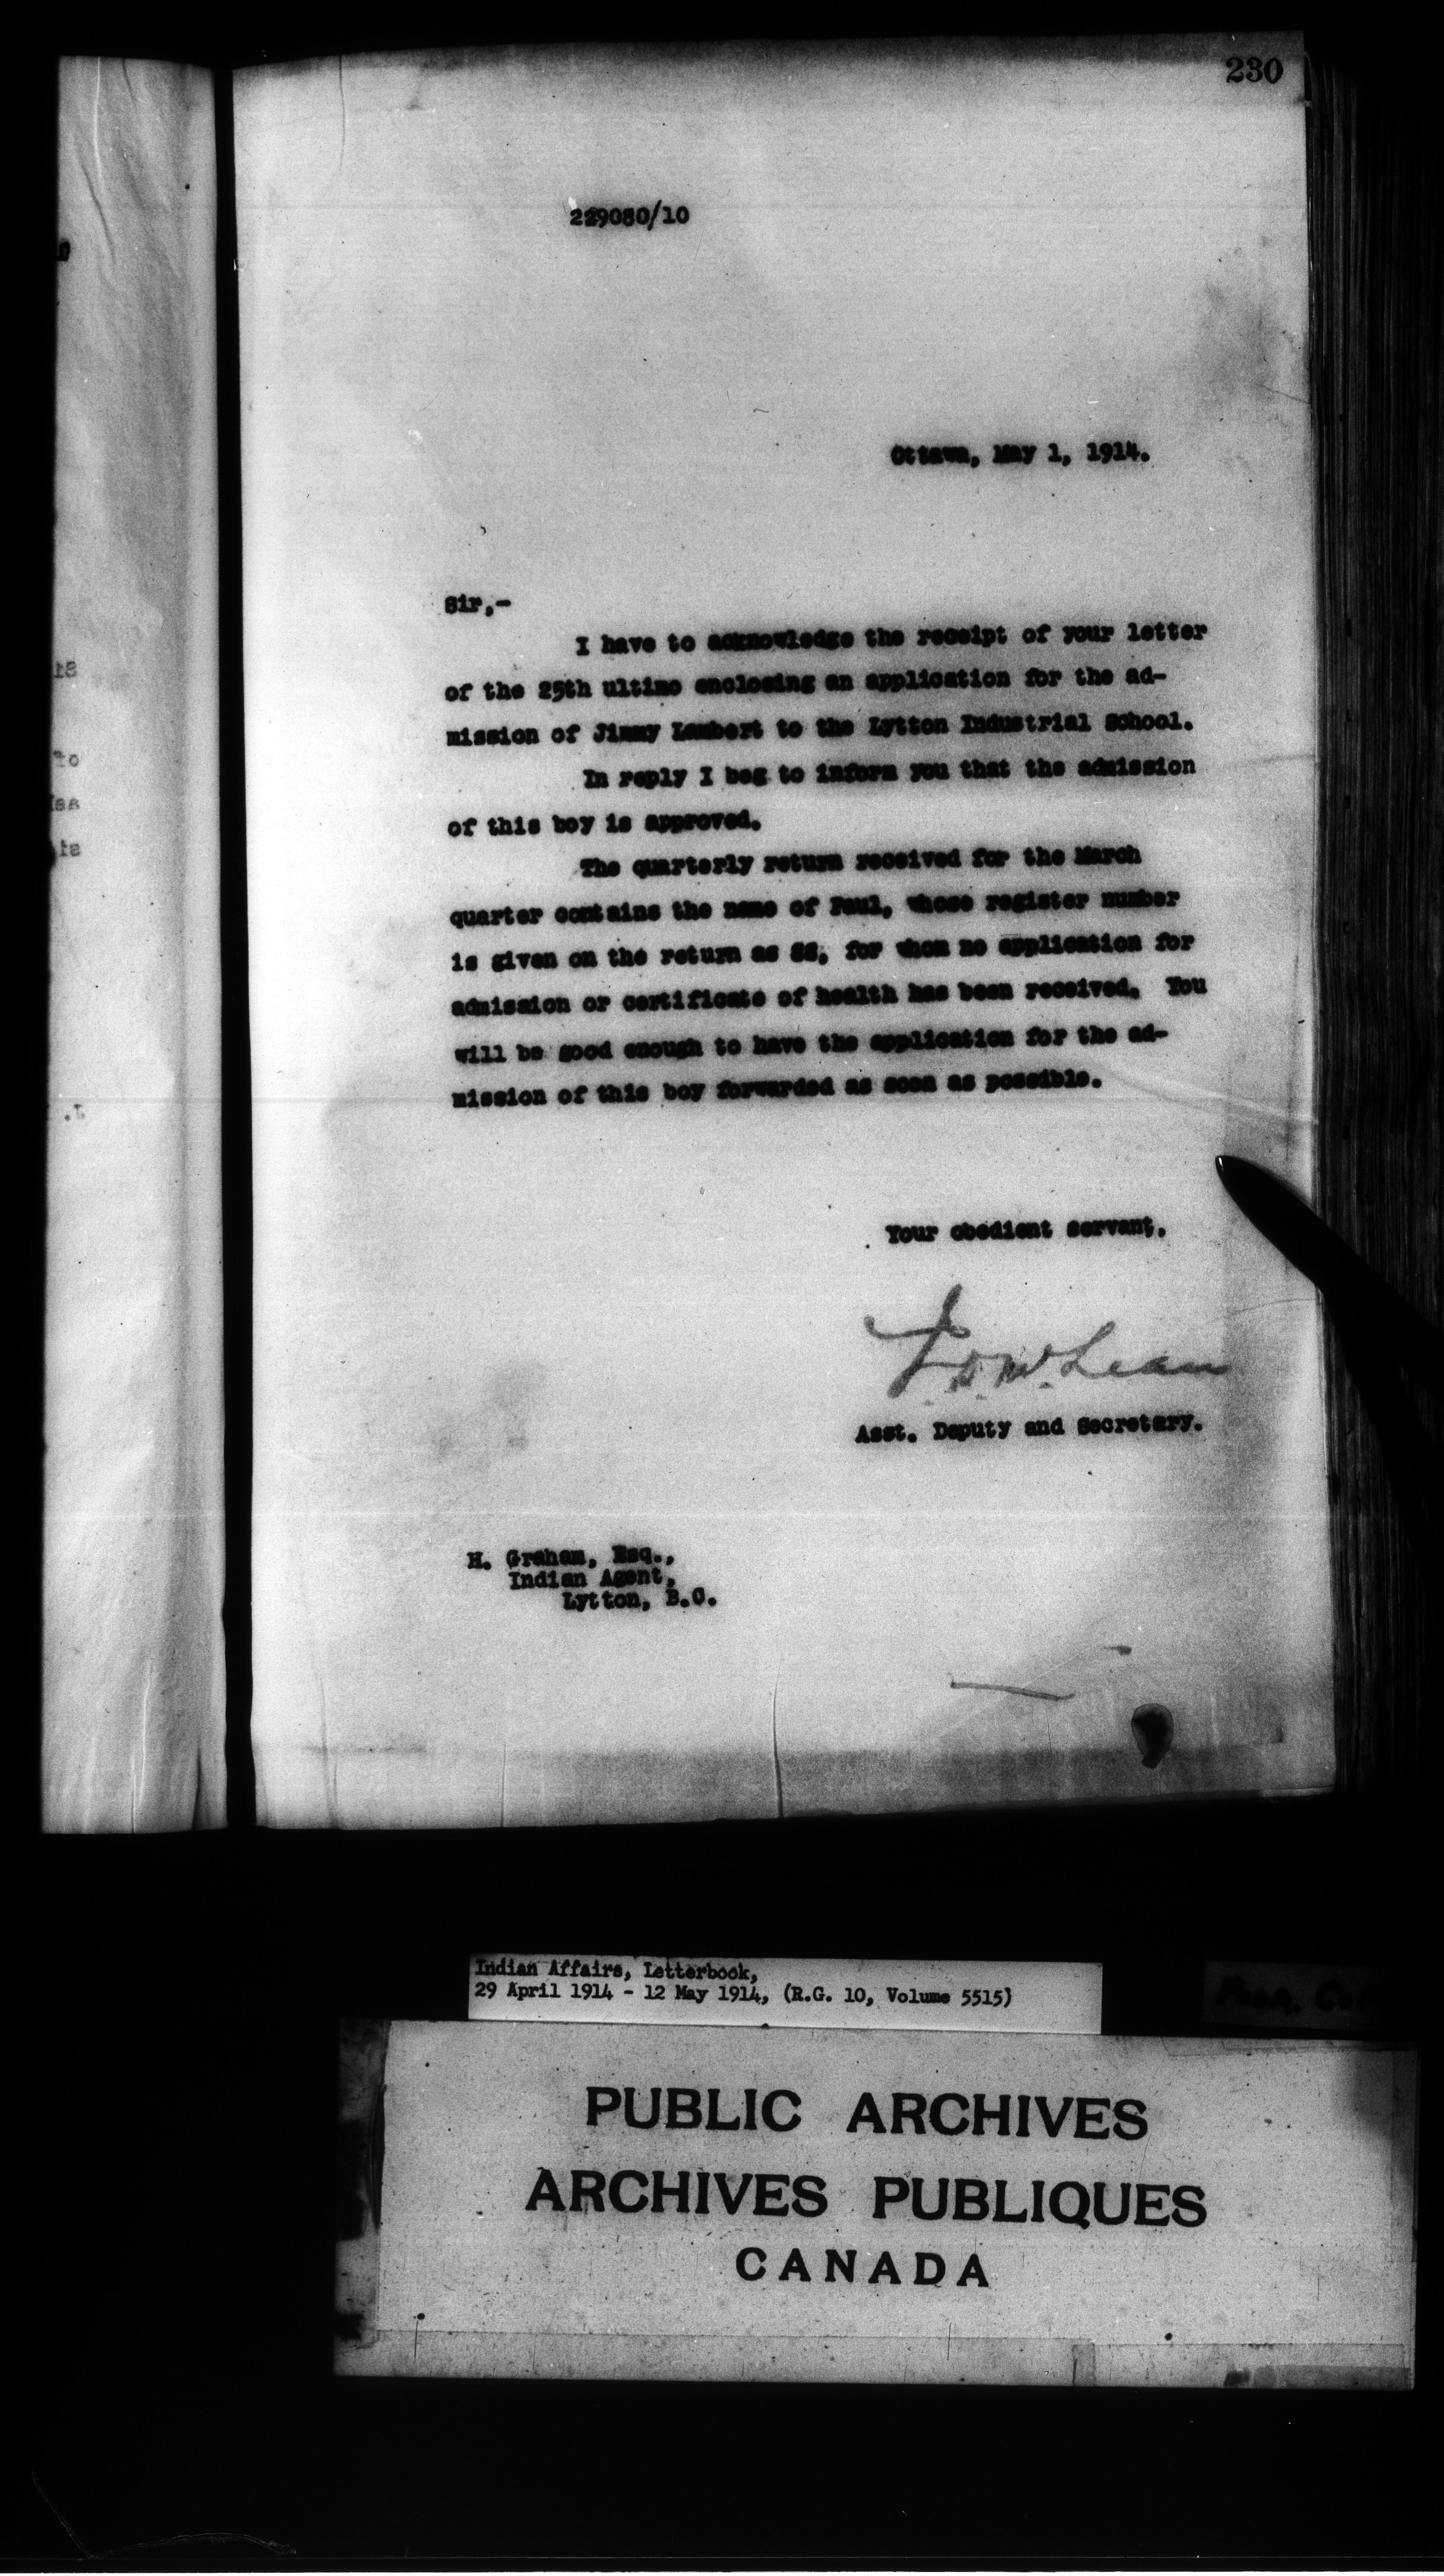 230
229080/10
Ottawa, May 1, 1914.
Sir,-
I have to acknowledge the receipt of your letter
of the 25th ultimo enclosing an application for the ad-
mission of Jimmy Lambert to the Lytton Industrial School.
In reply I beg to inform you that the admission
of this boy is approved.
The quarterly return received for the March
quarter contains the name of Paul, whose register number
is given on the return as 66, for whom no application for
admission or certificate of health has been received. You
will be good enough to have the application for the ad-
mission of this boy forwarded as soon as possible.
Your obedient servant,
J.D. McLean
Asst. Deputy and Secretary.
H. Graham, Esq.,
Indian Agent,
Lytton, B.C.
Indian Affairs, Letterbook,
29 April 1914 - 12 May 1914, (R.G. 10, Volume 5515)
PUBLIC ARCHIVES
ARCHIVES PUBLIQUES
CANADA